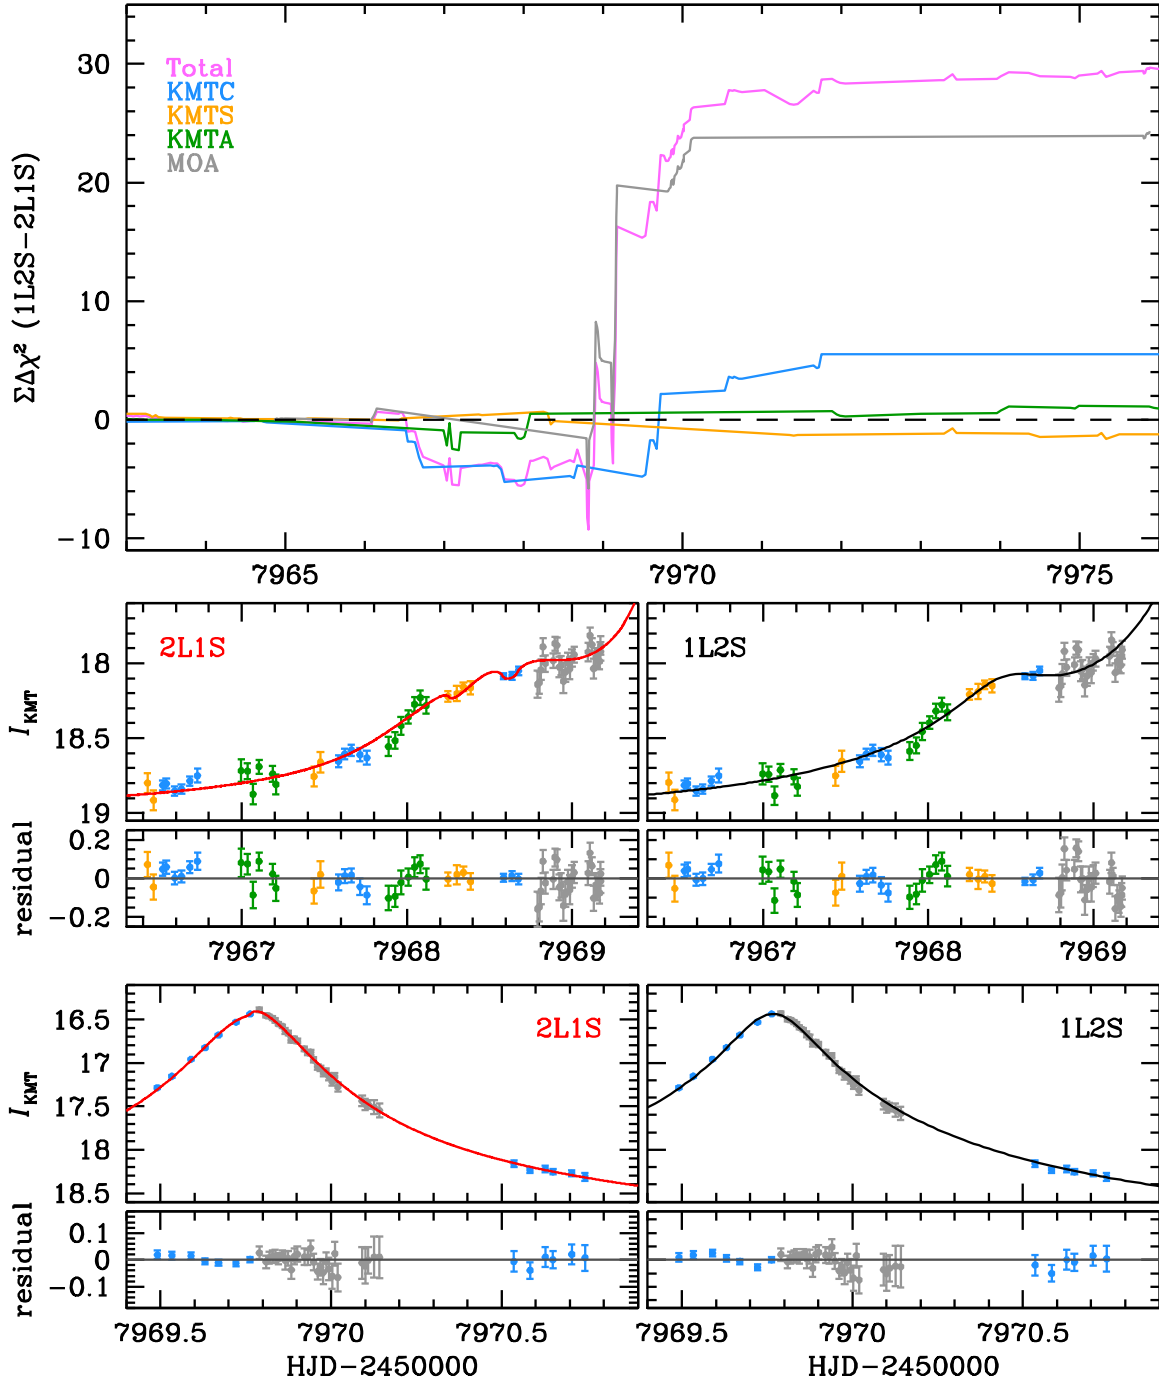 30
20
10
0
−10
ΣΔχ² (1L2S−2L1S)
Total
KMTC
KMTS
KMTA
MOA
7965
7970
7975
2L1S
1L2S
18
18.5
19
I_KMT
0.2
0
−0.2
residual
7967
7968
7969
7967
7968
7969
2L1S
1L2S
16.5
17
17.5
18
18.5
I_KMT
0.1
0
−0.1
residual
7969.5
7970
7970.5
7969.5
7970
7970.5
HJD−2450000
HJD−2450000